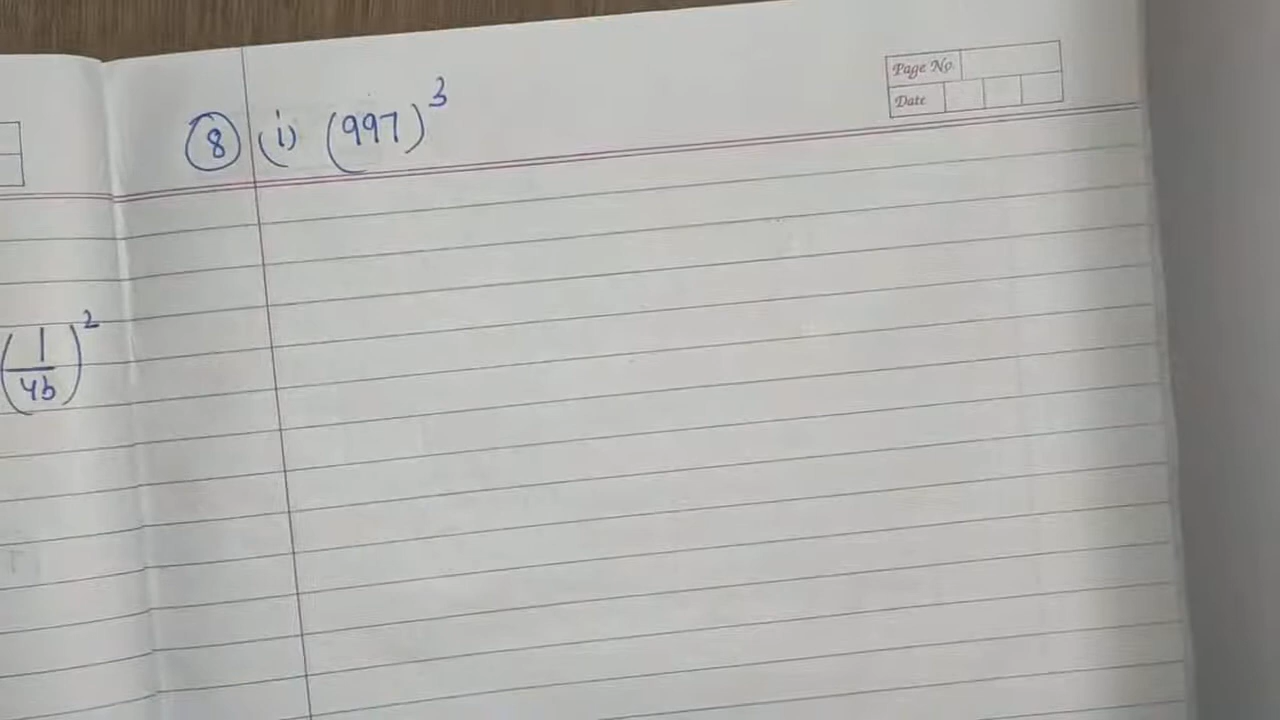 Page No.
Date
⑧ (i) (997)³
(1/4b)²